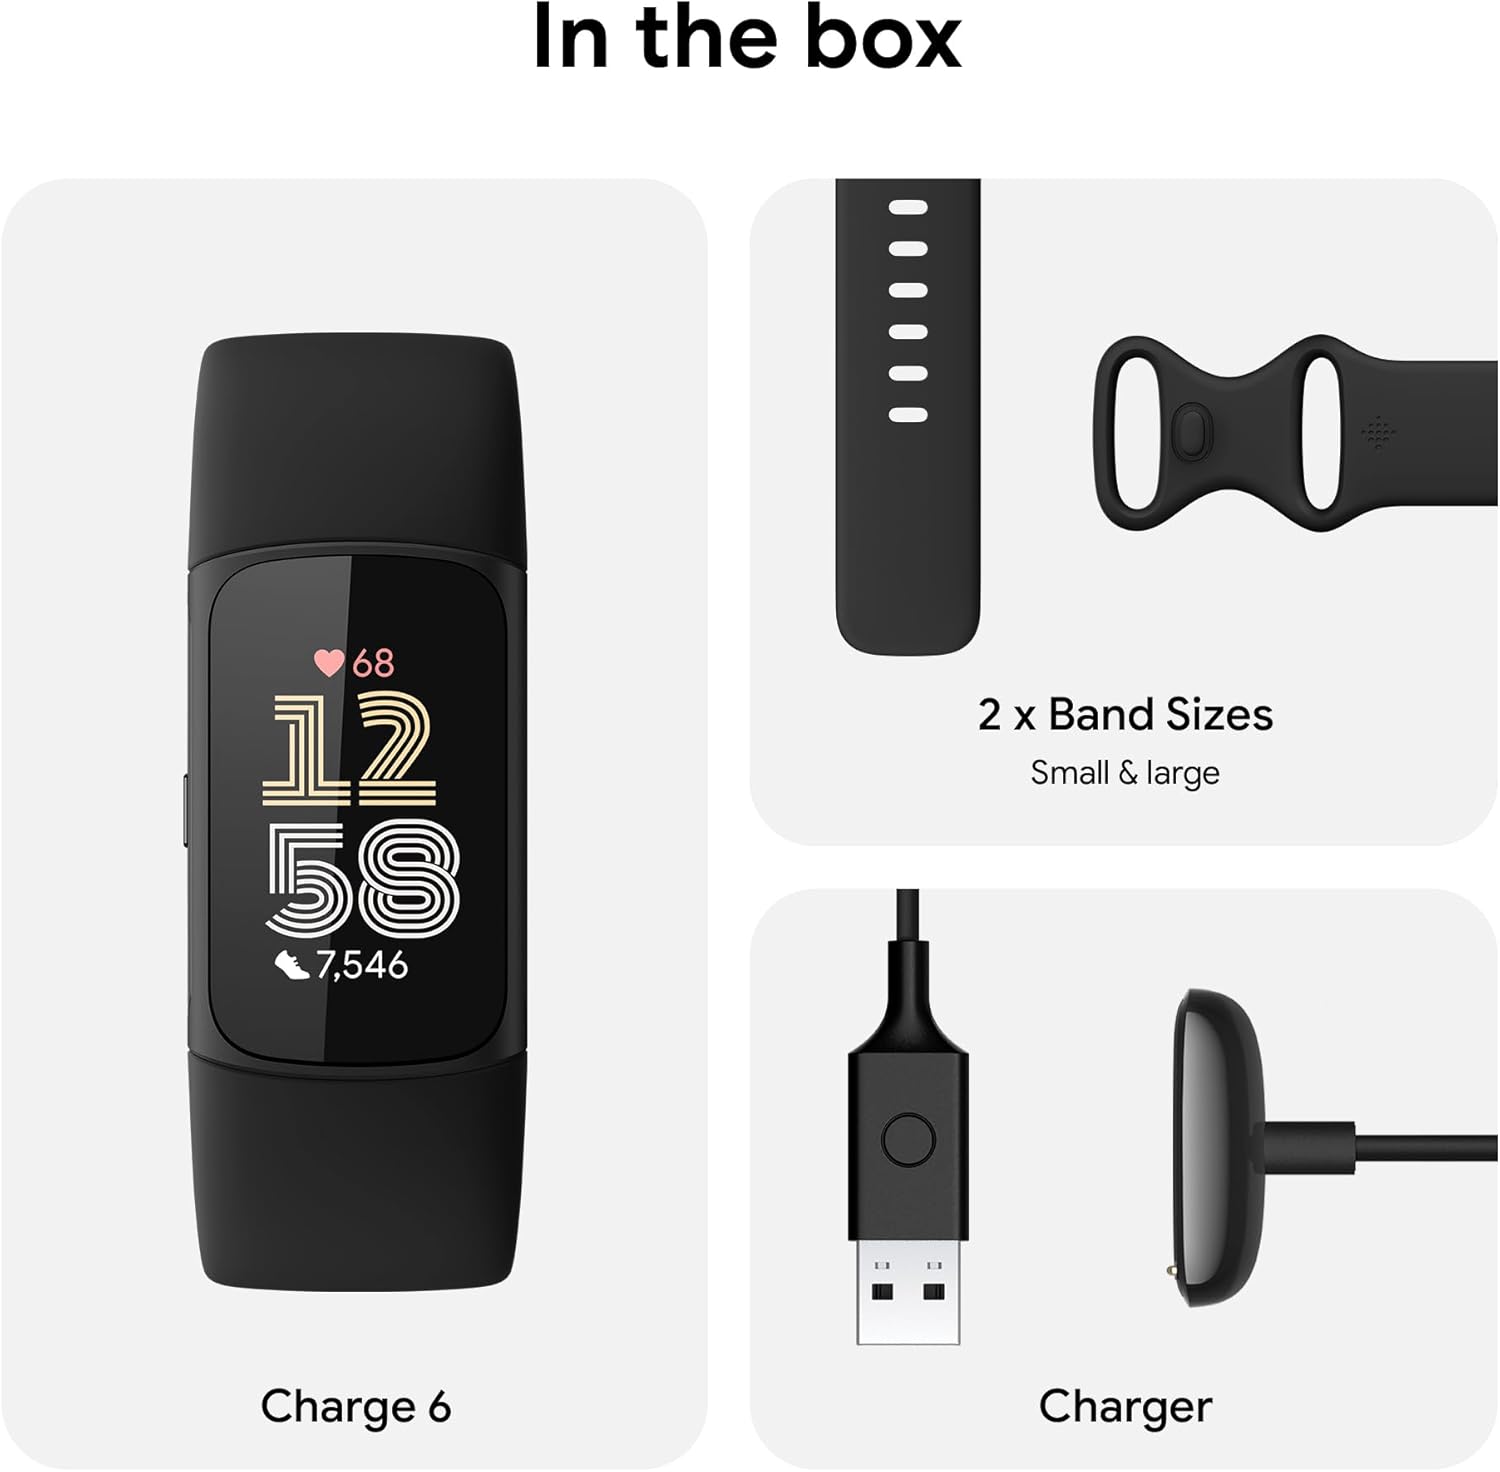 In the box
68
12
58
7,546
Charge 6
2 x Band Sizes
Small & large
Charger